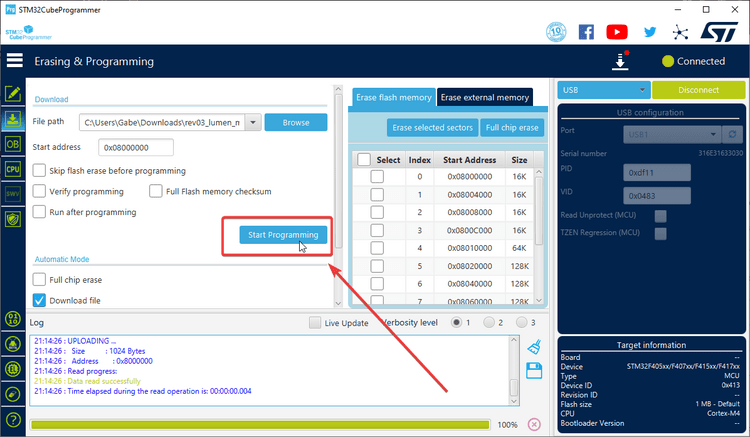 Prg STM32CubeProgrammer
STM32
CubeProgrammer
10
Erasing & Programming
Connected
Download
File path C:\Users\Gabe\Downloads\rev03_lumen_m Browse
Start address 0x08000000
Skip flash erase before programming
Verify programming Full Flash memory checksum
Run after programming
Start Programming
Automatic Mode
Full chip erase
Download file
Erase flash memory Erase external memory
Erase selected sectors Full chip erase
Select Index Start Address Size
0 0x08000000 16K
1 0x08004000 16K
2 0x08008000 16K
3 0x0800C000 16K
4 0x08010000 64K
5 0x08020000 128K
6 0x08040000 128K
7 0x08060000 128K
USB Disconnect
USB configuration
Port USB1
Serial number 316E31633030
PID 0xdf11
VID 0x0483
Read Unprotect (MCU)
TZEN Regression (MCU)
OB
CPU
SWV
Log Live Update Verbosity level 1 2 3
21:14:26 : UPLOADING ...
21:14:26 : Size : 1024 Bytes
21:14:26 : Address : 0x8000000
21:14:26 : Read progress:
21:14:26 : Data read successfully
21:14:26 : Time elapsed during the read operation is: 00:00:00.004
100%
Target information
Board --
Device STM32F405xx/F407xx/F415xx/F417xx
Type MCU
Device ID 0x413
Revision ID --
Flash size 1 MB - Default
CPU Cortex-M4
Bootloader Version --